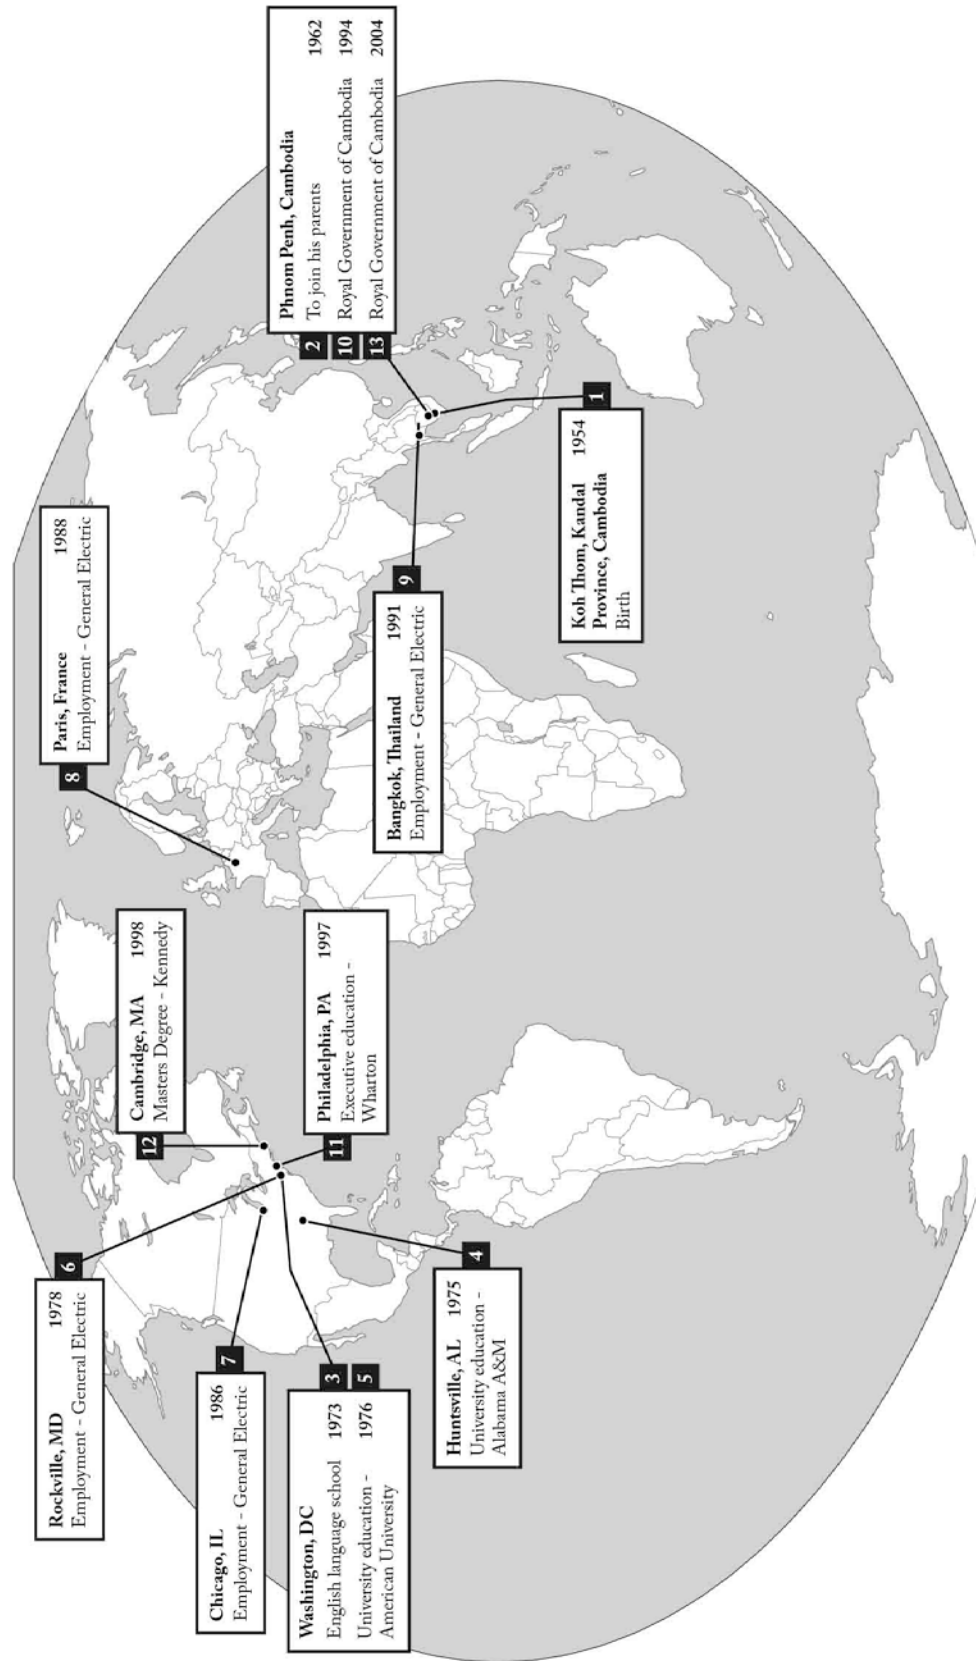 Rockville, MD 1978
Employment – General Electric
6
Cambridge, MA 1998
Masters Degree – Kennedy
12
Paris, France 1988
Employment – General Electric
8
Chicago, IL 1986
Employment – General Electric
7
Washington, DC
3
English language school 1973
5
University education – 1976
American University
Philadelphia, PA 1997
Executive education –
Wharton
11
Phnom Penh, Cambodia
2
To join his parents 1962
10
Royal Government of Cambodia 1994
13
Royal Government of Cambodia 2004
Huntsville, AL 1975
University education –
Alabama A&M
4
Bangkok, Thailand 1991
Employment – General Electric
9
Koh Thom, Kandal 1954
Province, Cambodia
Birth
1